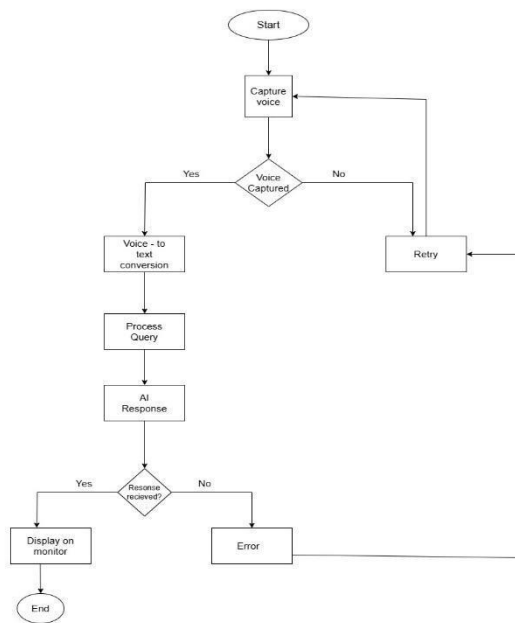 Start
Capture
voice
Voice
Captured
Yes
No
Voice - to
text
conversion
Retry
Process
Query
AI
Response
Resonse
recieved?
Yes
No
Display on
monitor
Error
End